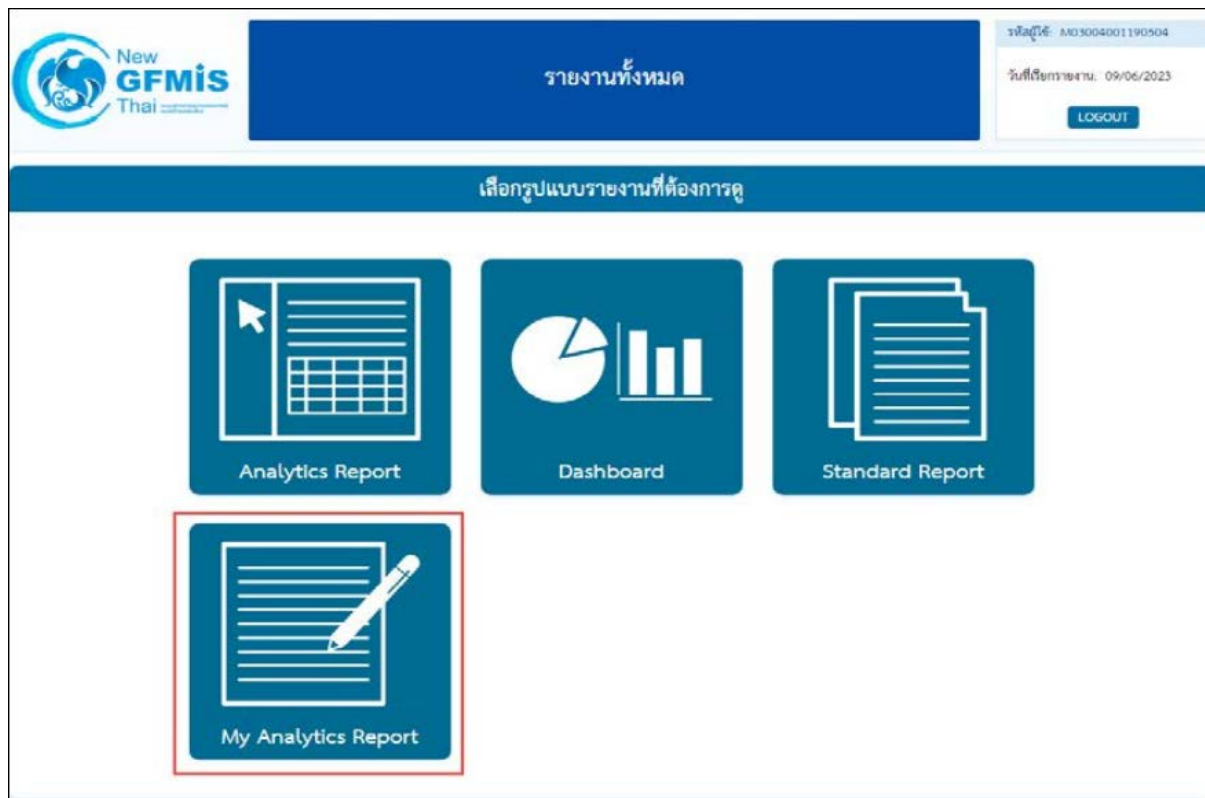 New
GFMIS
Thai
รายงานทั้งหมด
รหัสผู้ใช้: M03004001190504
วันที่เรียกรายงาน: 09/06/2023
LOGOUT
เลือกรูปแบบรายงานที่ต้องการดู
Analytics Report
Dashboard
Standard Report
My Analytics Report